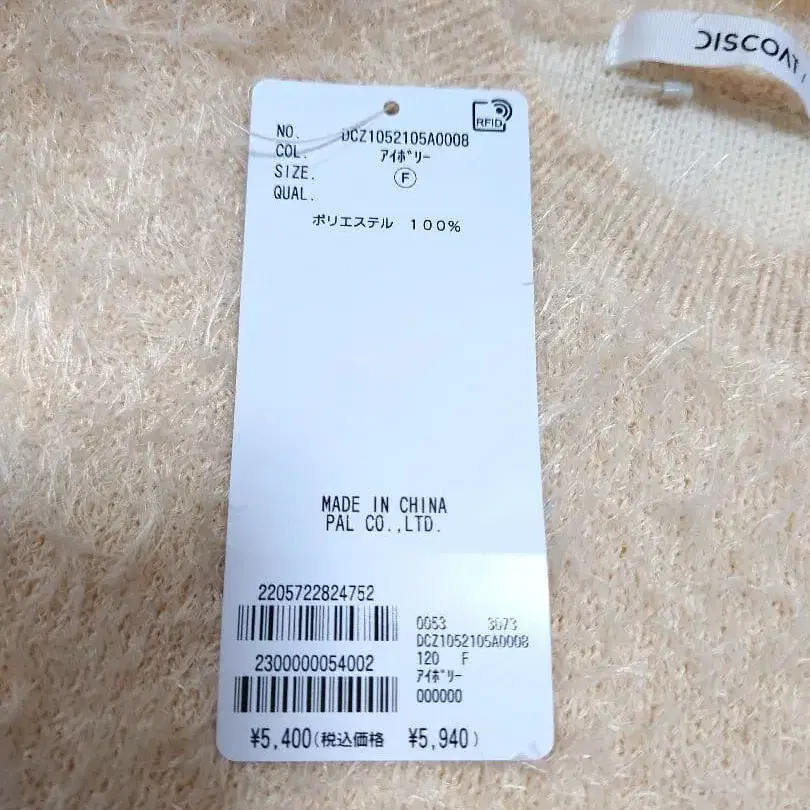 DISCOAT
RFID
NO. DCZ1052105A0008
COL. アイボリー
SIZE. F
QUAL.
ポリエステル 100%
MADE IN CHINA
PAL CO.,LTD.
2205722824752
0053 3673
DCZ1052105A0008
2300000054002
120 F
アイボリー
000000
¥5,400(税込価格 ¥5,940)